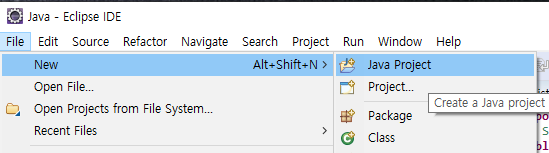 Java - Eclipse IDE
File Edit Source Refactor Navigate Search Project Run Window Help
New Alt+Shift+N > Java Project
Open File... Project...
Create a Java project
Open Projects from File System... Package
Recent Files > Class